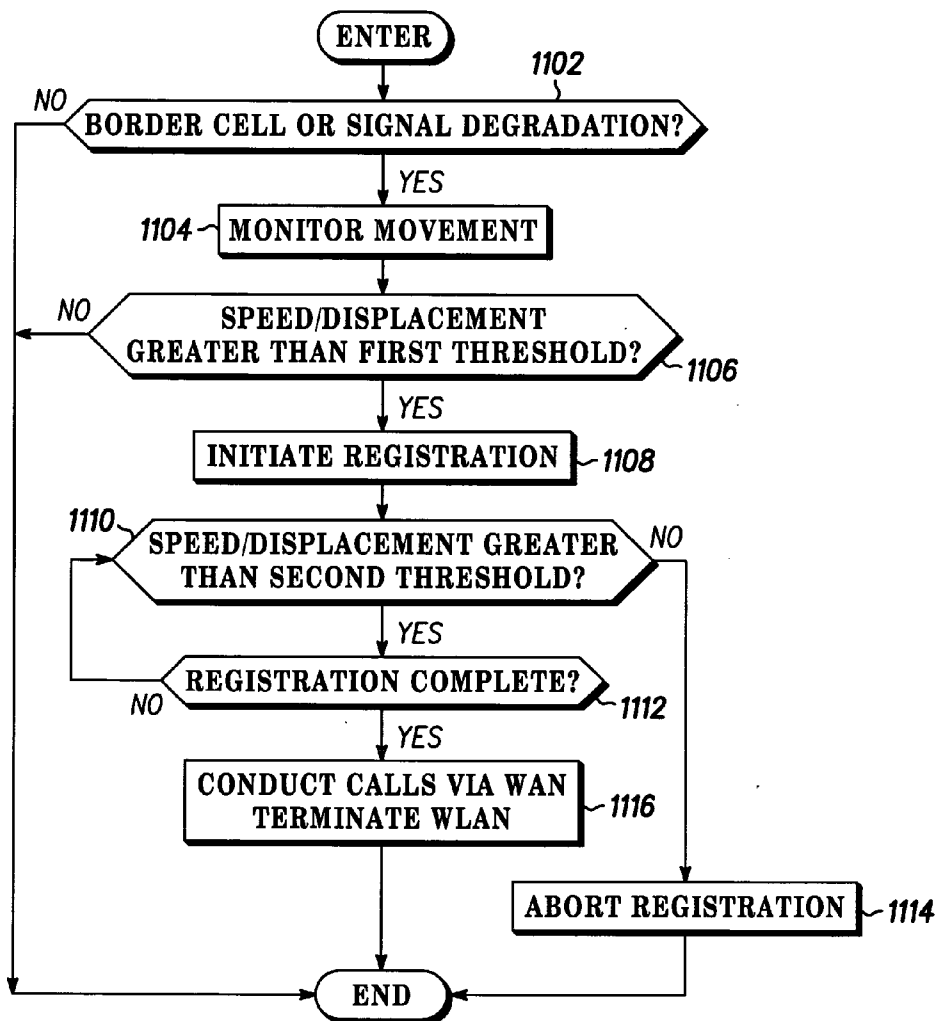 ENTER
1102
NO
BORDER CELL OR SIGNAL DEGRADATION?
YES
1104
MONITOR MOVEMENT
NO
SPEED/DISPLACEMENT
GREATER THAN FIRST THRESHOLD?
1106
YES
INITIATE REGISTRATION
1108
1110
SPEED/DISPLACEMENT GREATER
THAN SECOND THRESHOLD?
NO
YES
REGISTRATION COMPLETE?
NO
1112
YES
CONDUCT CALLS VIA WAN
TERMINATE WLAN
1116
ABORT REGISTRATION
1114
END